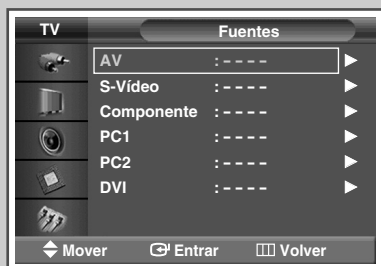 TV Fuentes
AV : - - - -
S-Vídeo : - - - -
Componente : - - - -
PC1 : - - - -
PC2 : - - - -
DVI : - - - -
Mover Entrar Volver